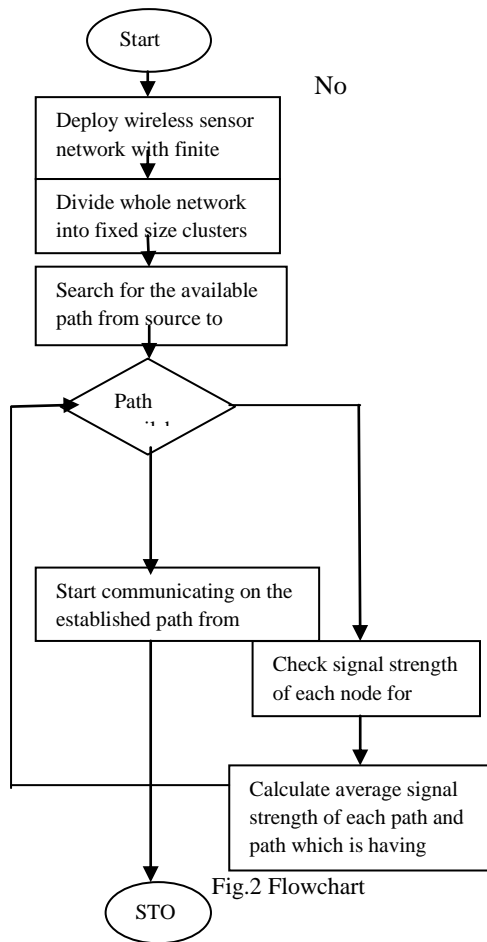 Start
No
Deploy wireless sensor
network with finite
Divide whole network
into fixed size clusters
Search for the available
path from source to
Path
Start communicating on the
established path from
Check signal strength
of each node for
Calculate average signal
strength of each path and
path which is having
Fig.2 Flowchart
STO